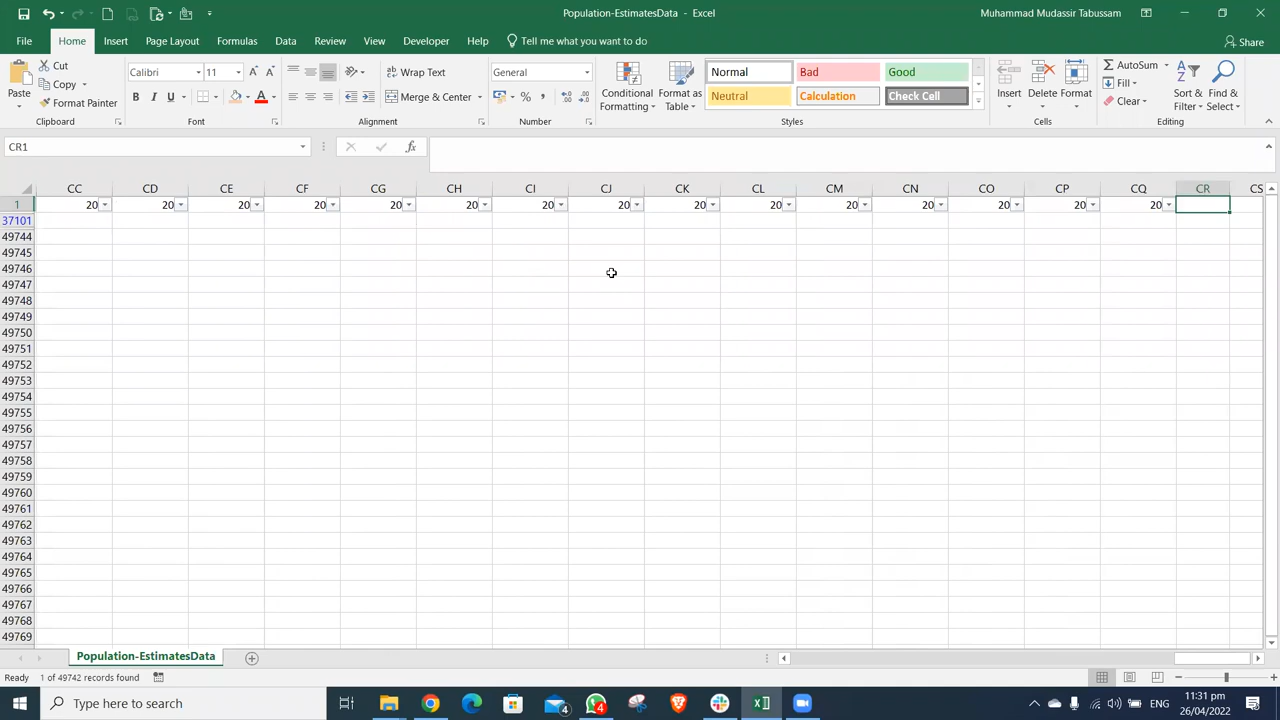 Population-EstimatesData - Excel
Muhammad Mudassir Tabussam
File Home Insert Page Layout Formulas Data Review View Developer Help Tell me what you want to do Share
Paste
Cut
Copy
Format Painter
Calibri 11
B I U
A A
Wrap Text
Merge & Center
General
% ,
Conditional Formatting
Format as Table
Normal Bad Good
Neutral Calculation Check Cell
Insert Delete Format
AutoSum
Fill
Clear
Sort & Filter
Find & Select
Clipboard Font Alignment Number Styles Cells Editing
CR1 fx
CC CD CE CF CG CH CI CJ CK CL CM CN CO CP CQ CR CS
1 20 20 20 20 20 20 20 20 20 20 20 20 20 20 20
37101
49744
49745
49746
49747
49748
49749
49750
49751
49752
49753
49754
49755
49756
49757
49758
49759
49760
49761
49762
49763
49764
49765
49766
49767
49768
49769
Population-EstimatesData
Ready 1 of 49742 records found
Type here to search
4
4
ENG
11:31 pm
26/04/2022